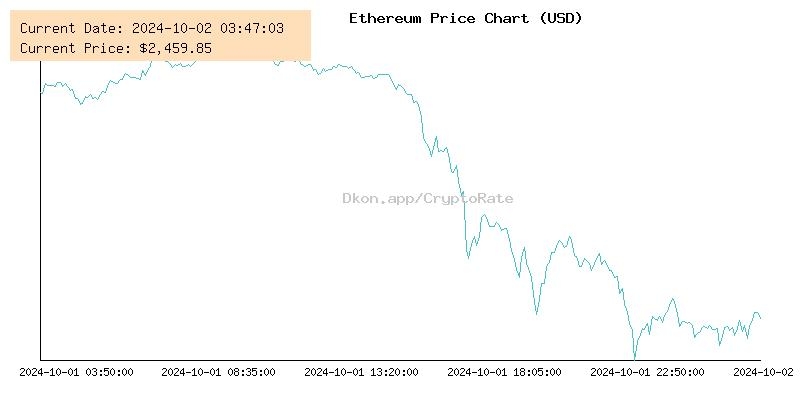 Ethereum Price Chart (USD)
Current Date: 2024-10-02 03:47:03
Current Price: $2,459.85
Dkon.app/CryptoRate
2024-10-01 03:50:00 2024-10-01 08:35:00 2024-10-01 13:20:00 2024-10-01 18:05:00 2024-10-01 22:50:00 2024-10-02